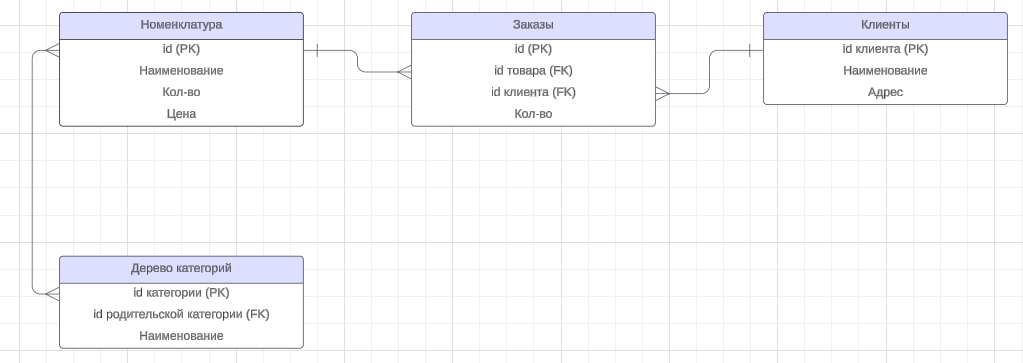 Номенклатура
id (PK)
Наименование
Кол-во
Цена
Заказы
id (PK)
id товара (FK)
id клиента (FK)
Кол-во
Клиенты
id клиента (PK)
Наименование
Адрес
Дерево категорий
id категории (PK)
id родительской категории (FK)
Наименование